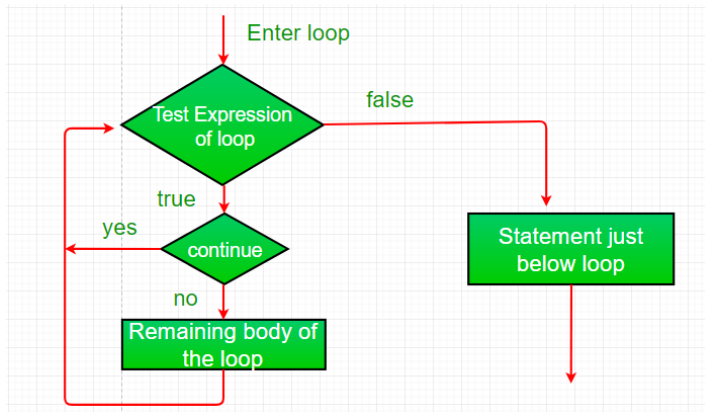 Enter loop
Test Expression
of loop
false
true
yes
continue
Statement just
below loop
no
Remaining body of
the loop